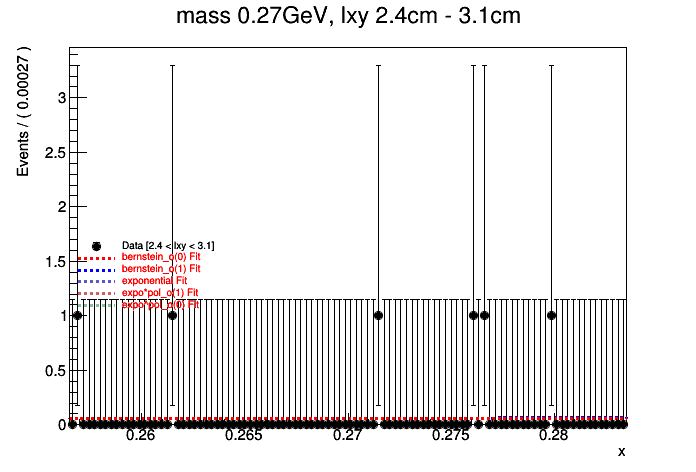 mass 0.27GeV, lxy 2.4cm - 3.1cm
Events / ( 0.00027 )
3
2.5
2
1.5
1
0.5
0
Data [2.4 < lxy < 3.1]
bernstein_o(0) Fit
bernstein_o(1) Fit
exponential Fit
expo*pol_o(1) Fit
expo*pol_o(0) Fit
0.26 0.265 0.27 0.275 0.28
x